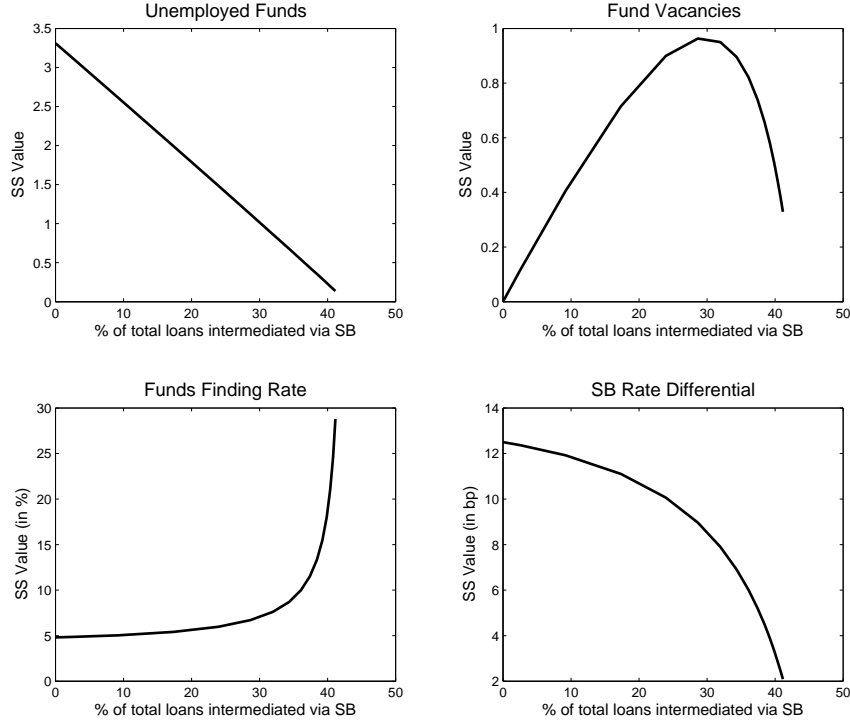 Unemployed Funds
3.5
3
2.5
2
1.5
1
0.5
0
SS Value
0 10 20 30 40 50
% of total loans intermediated via SB
Fund Vacancies
1
0.8
0.6
0.4
0.2
0
SS Value
0 10 20 30 40 50
% of total loans intermediated via SB
Funds Finding Rate
30
25
20
15
10
5
0
SS Value (in %)
0 10 20 30 40 50
% of total loans intermediated via SB
SB Rate Differential
14
12
10
8
6
4
2
SS Value (in bp)
0 10 20 30 40 50
% of total loans intermediated via SB